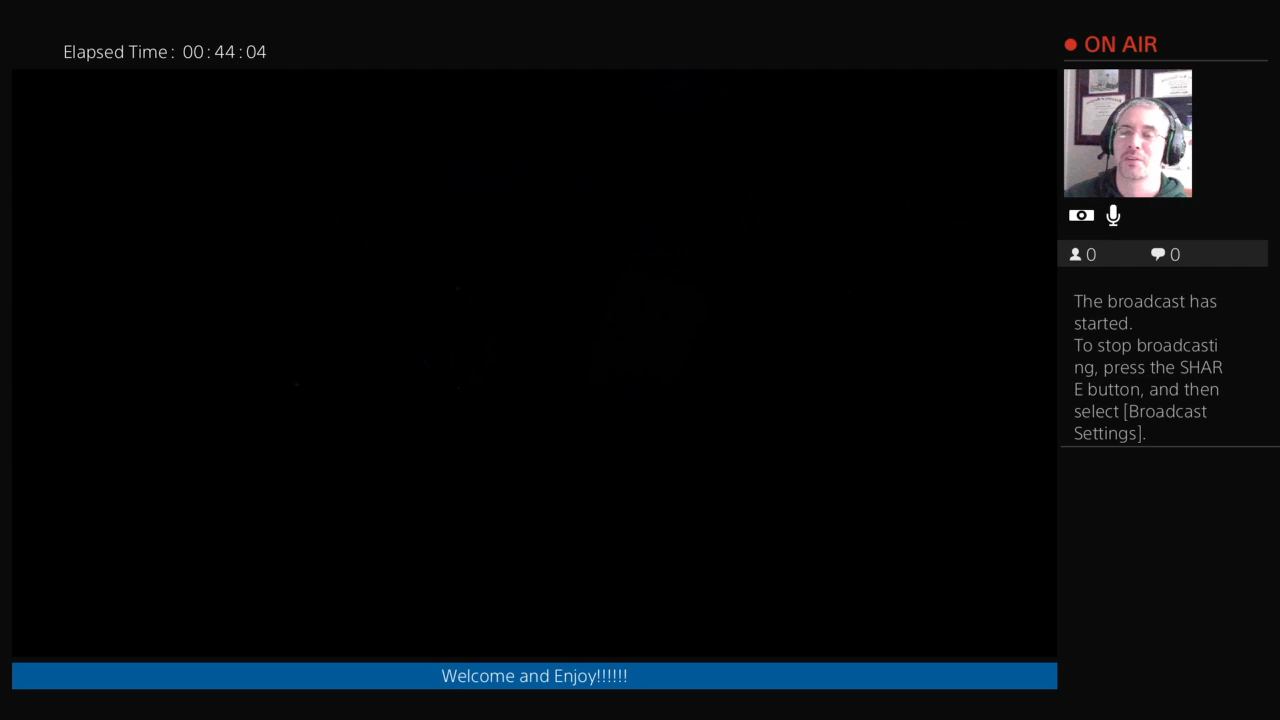 Elapsed Time: 00:44:04
ON AIR
0 0
The broadcast has
started.
To stop broadcasti
ng, press the SHAR
E button, and then
select [Broadcast
Settings].
Welcome and Enjoy!!!!!!